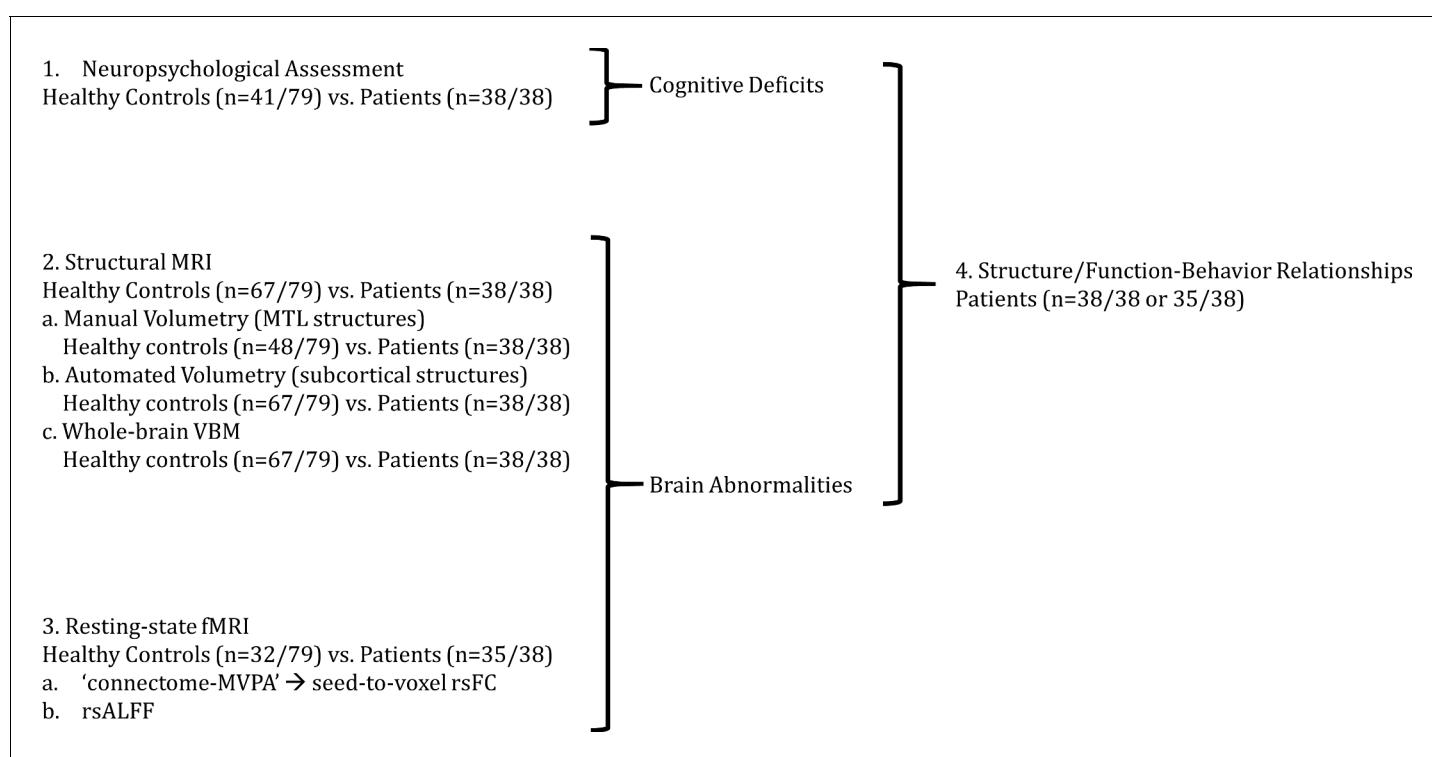 1. Neuropsychological Assessment
Healthy Controls (n=41/79) vs. Patients (n=38/38)
Cognitive Deficits
2. Structural MRI
Healthy Controls (n=67/79) vs. Patients (n=38/38)
a. Manual Volumetry (MTL structures)
Healthy controls (n=48/79) vs. Patients (n=38/38)
b. Automated Volumetry (subcortical structures)
Healthy controls (n=67/79) vs. Patients (n=38/38)
c. Whole-brain VBM
Healthy controls (n=67/79) vs. Patients (n=38/38)
3. Resting-state fMRI
Healthy Controls (n=32/79) vs. Patients (n=35/38)
a. ‘connectome-MVPA’ → seed-to-voxel rsFC
b. rsALFF
Brain Abnormalities
4. Structure/Function-Behavior Relationships
Patients (n=38/38 or 35/38)